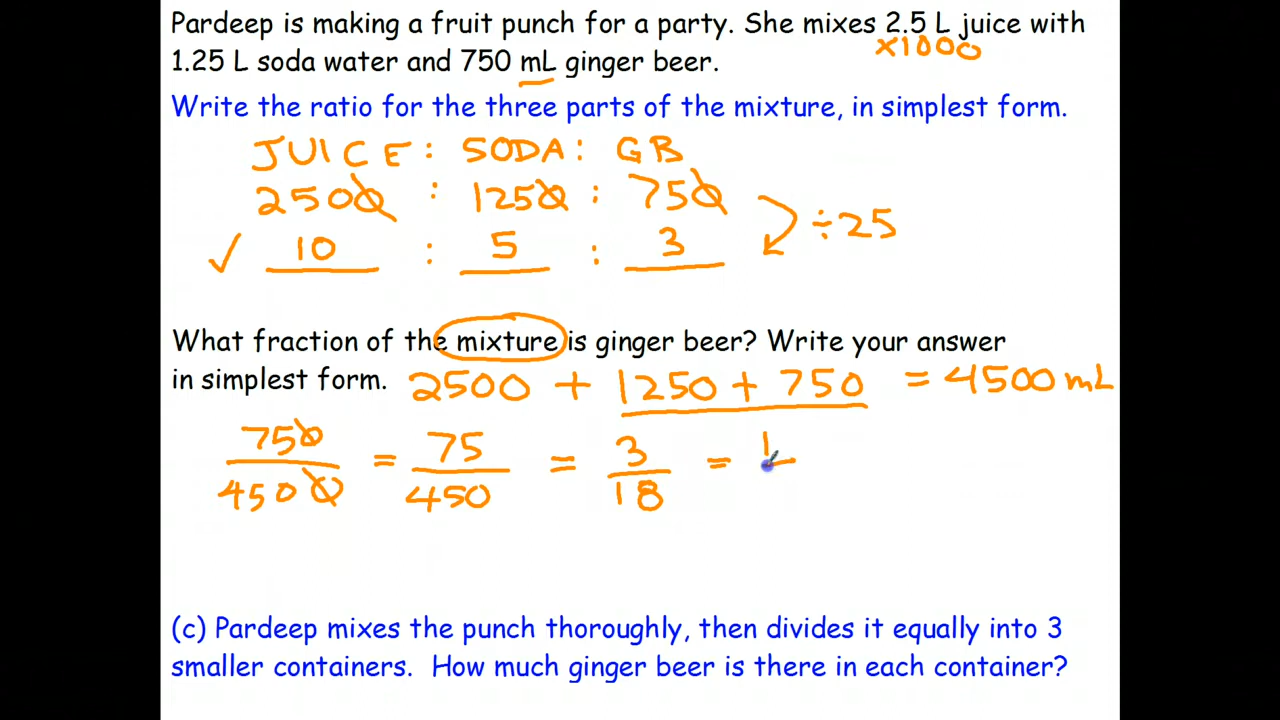 Pardeep is making a fruit punch for a party. She mixes 2.5 L juice with
x1000
1.25 L soda water and 750 mL ginger beer.
Write the ratio for the three parts of the mixture, in simplest form.
JUICE : SODA : GB
2500 : 1250 : 750
÷25
✓ 10 : 5 : 3
What fraction of the mixture is ginger beer? Write your answer
in simplest form. 2500 + 1250 + 750 = 4500 mL
750/4500 = 75/450 = 3/18 = 1
(c) Pardeep mixes the punch thoroughly, then divides it equally into 3
smaller containers. How much ginger beer is there in each container?